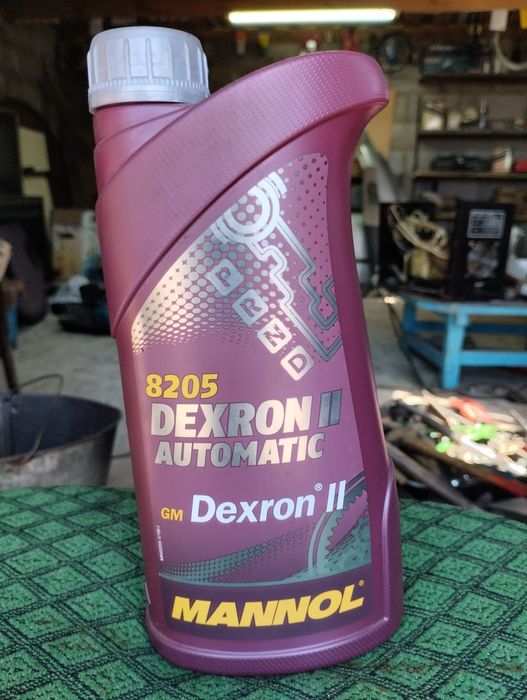 P
R
N
D
8205
DEXRON II
AUTOMATIC
GM Dexron® II
MANNOL®